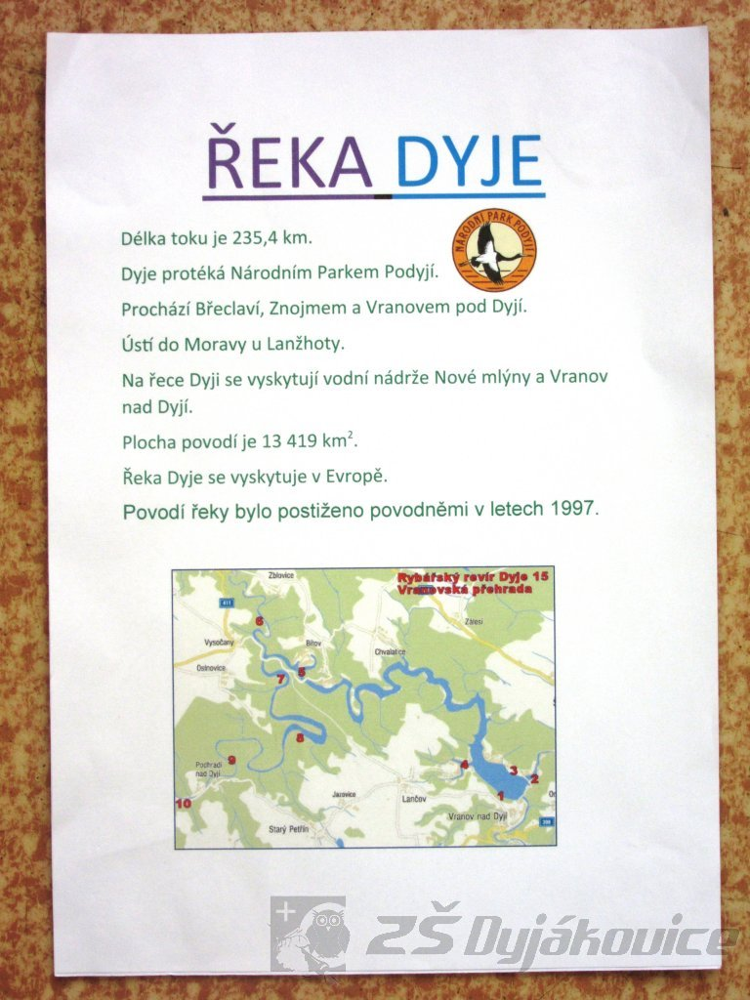 ŘEKA DYJE
NÁRODNÍ PARK PODYJÍ
Délka toku je 235,4 km.
Dyje protéká Národním Parkem Podyjí.
Prochází Břeclaví, Znojmem a Vranovem pod Dyjí.
Ústí do Moravy u Lanžhoty.
Na řece Dyji se vyskytují vodní nádrže Nové mlýny a Vranov
nad Dyjí.
Plocha povodí je 13 419 km².
Řeka Dyje se vyskytuje v Evropě.
Povodí řeky bylo postiženo povodněmi v letech 1997.
Rybářský revír Dyje 15
Vranovská přehrada
Zblovice
411
6
Zálesí
Vysočany
Bítov
Chvalatice
Oslnovice
5
7
8
9
4
3
2
Podhradí
nad Dyjí
1
10
Jazovice
Lančov
Vranov nad Dyjí
Starý Petřín
ZŠ Dyjákovice